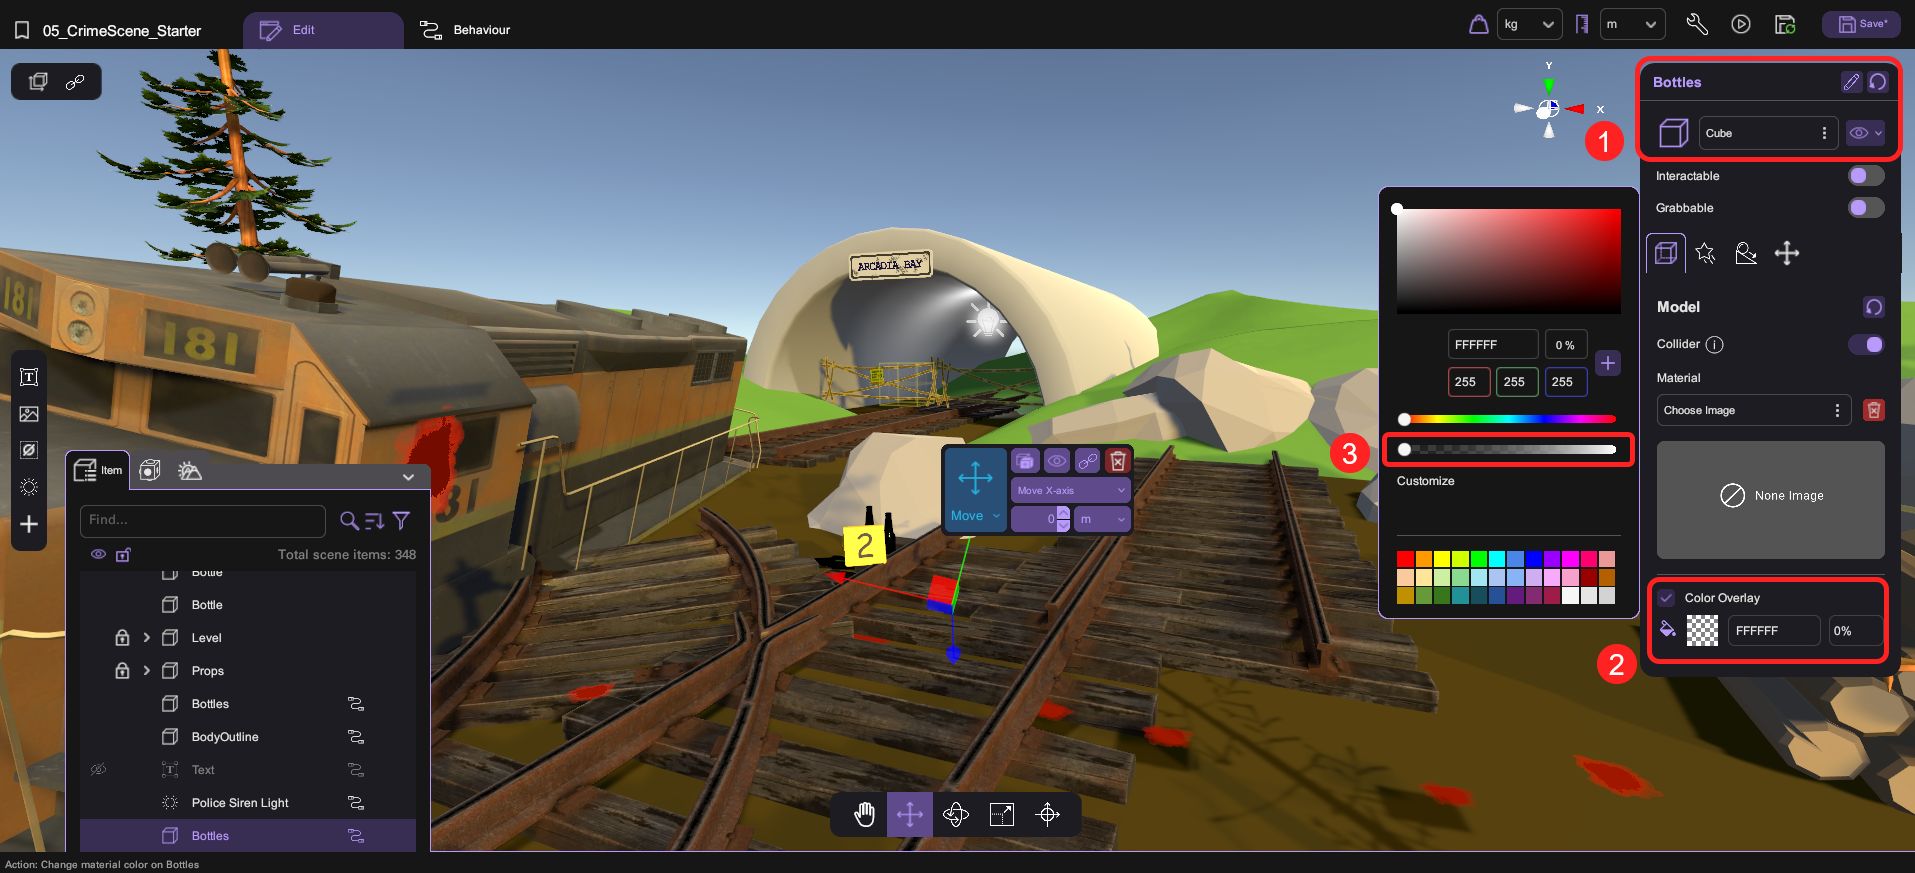 05_CrimeScene_Starter
Edit
Behaviour
kg
m
Save*
Y
X
1
Bottles
Cube
Interactable
Grabbable
Model
Collider
Material
Choose Image
None Image
Color Overlay
FFFFFF
0%
2
FFFFFF
0 %
255
255
255
3
Customize
ARCADIA BAY
181
181
31
2
Move
Move X-axis
0
m
Item
Find...
Total scene items: 348
Bottle
Bottle
Level
Props
Bottles
BodyOutline
Text
Police Siren Light
Bottles
Action: Change material color on Bottles